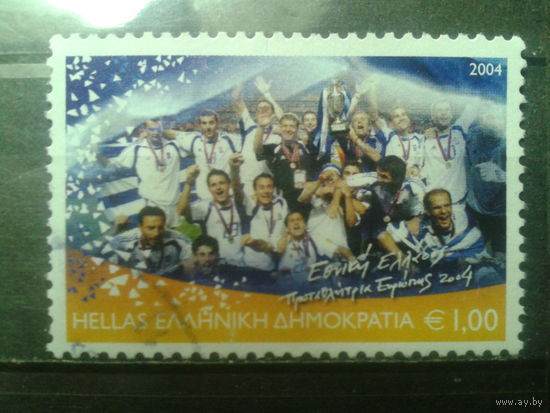 2004
Εθνική Ελλάδος
Πρωταθλήτρια Ευρώπης 2004
HELLAS ΕΛΛΗΝΙΚΗ ΔΗΜΟΚΡΑΤΙΑ € 1,00
www.ay.by